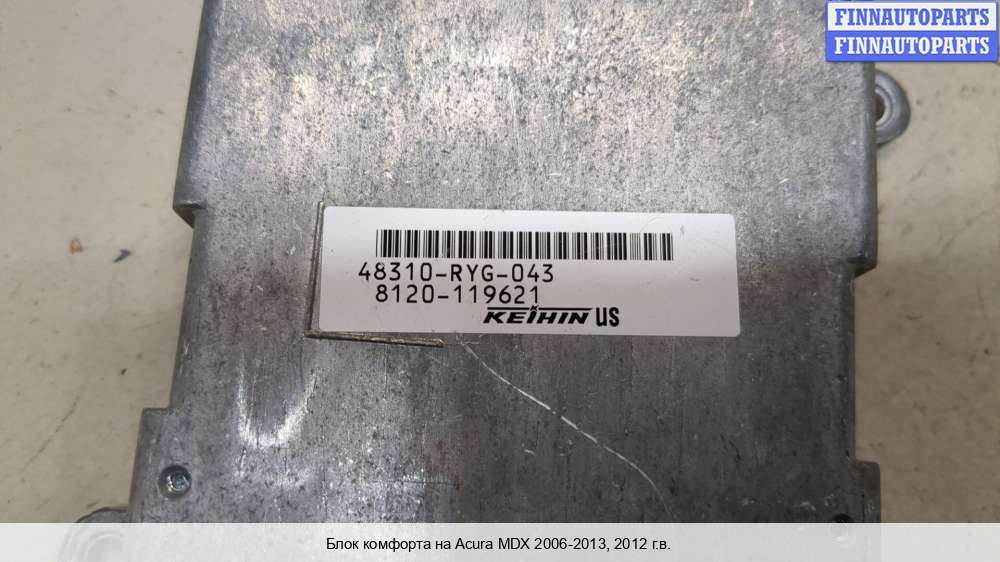 FINNAUTOPARTS
FINNAUTOPARTS
48310-RYG-043
8120-119621
KEIHIN US
Блок комфорта на Acura MDX 2006-2013, 2012 г.в.